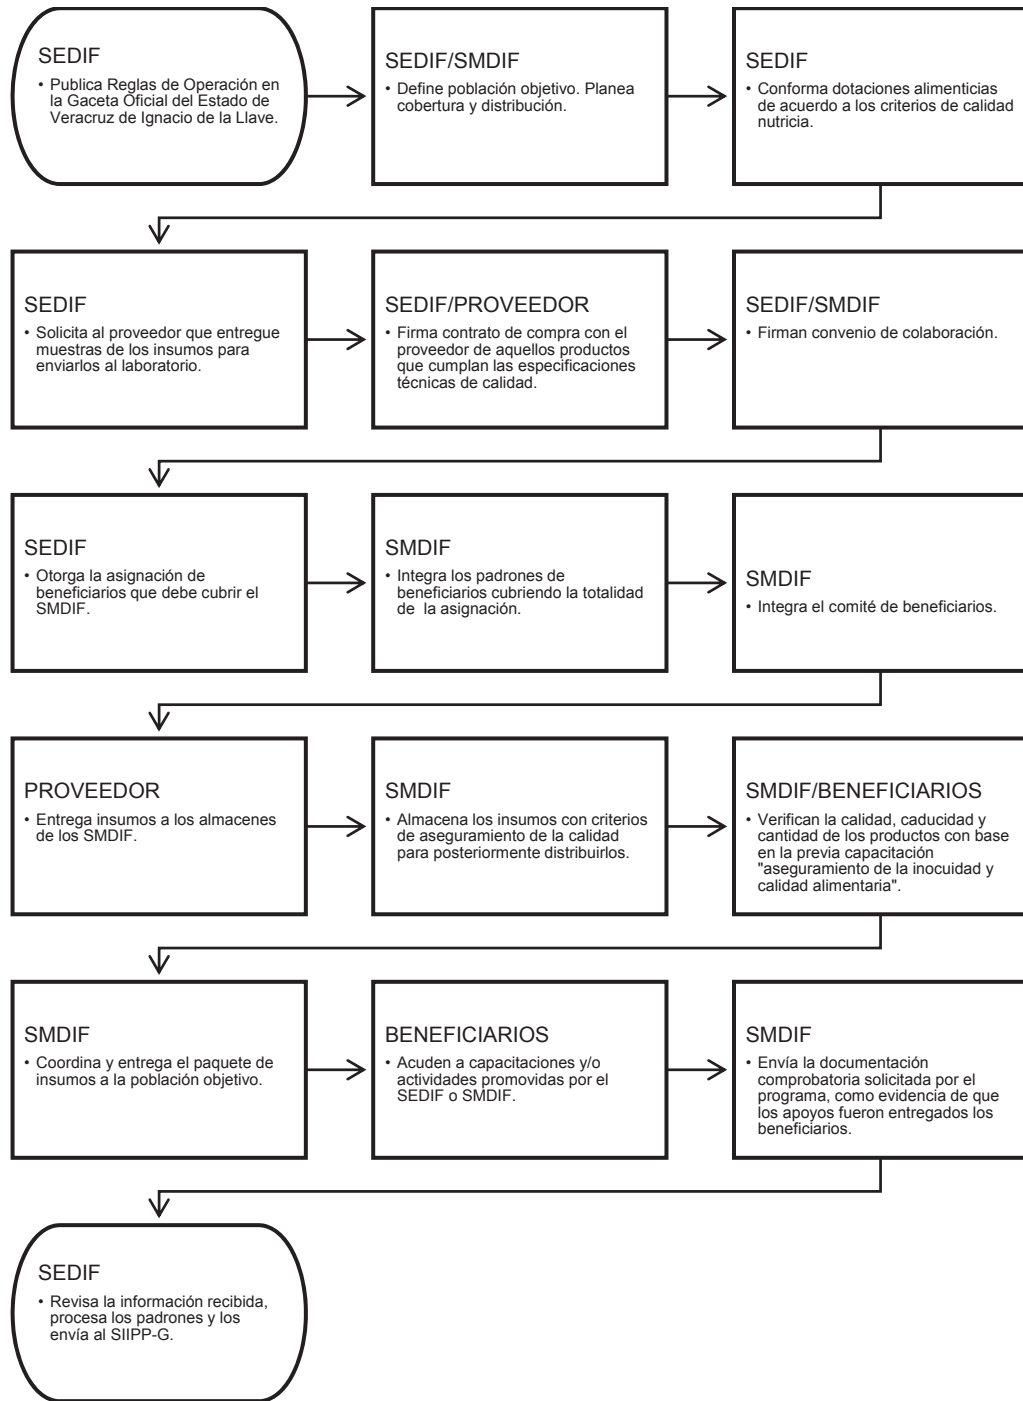 SEDIF
• Publica Reglas de Operación en
la Gaceta Oficial del Estado de
Veracruz de Ignacio de la Llave.
SEDIF/SMDIF
• Define población objetivo. Planea
cobertura y distribución.
SEDIF
• Conforma dotaciones alimenticias
de acuerdo a los criterios de calidad
nutricia.
SEDIF
• Solicita al proveedor que entregue
muestras de los insumos para
enviarlos al laboratorio.
SEDIF/PROVEEDOR
• Firma contrato de compra con el
proveedor de aquellos productos
que cumplan las especificaciones
técnicas de calidad.
SEDIF/SMDIF
• Firman convenio de colaboración.
SEDIF
• Otorga la asignación de
beneficiarios que debe cubrir el
SMDIF.
SMDIF
• Integra los padrones de
beneficiarios cubriendo la totalidad
de la asignación.
SMDIF
• Integra el comité de beneficiarios.
PROVEEDOR
• Entrega insumos a los almacenes
de los SMDIF.
SMDIF
• Almacena los insumos con criterios
de aseguramiento de la calidad
para posteriormente distribuirlos.
SMDIF/BENEFICIARIOS
• Verifican la calidad, caducidad y
cantidad de los productos con base
en la previa capacitación
"aseguramiento de la inocuidad y
calidad alimentaria".
SMDIF
• Coordina y entrega el paquete de
insumos a la población objetivo.
BENEFICIARIOS
• Acuden a capacitaciones y/o
actividades promovidas por el
SEDIF o SMDIF.
SMDIF
• Envía la documentación
comprobatoria solicitada por el
programa, como evidencia de que
los apoyos fueron entregados los
beneficiarios.
SEDIF
• Revisa la información recibida,
procesa los padrones y los
envía al SIIPP-G.